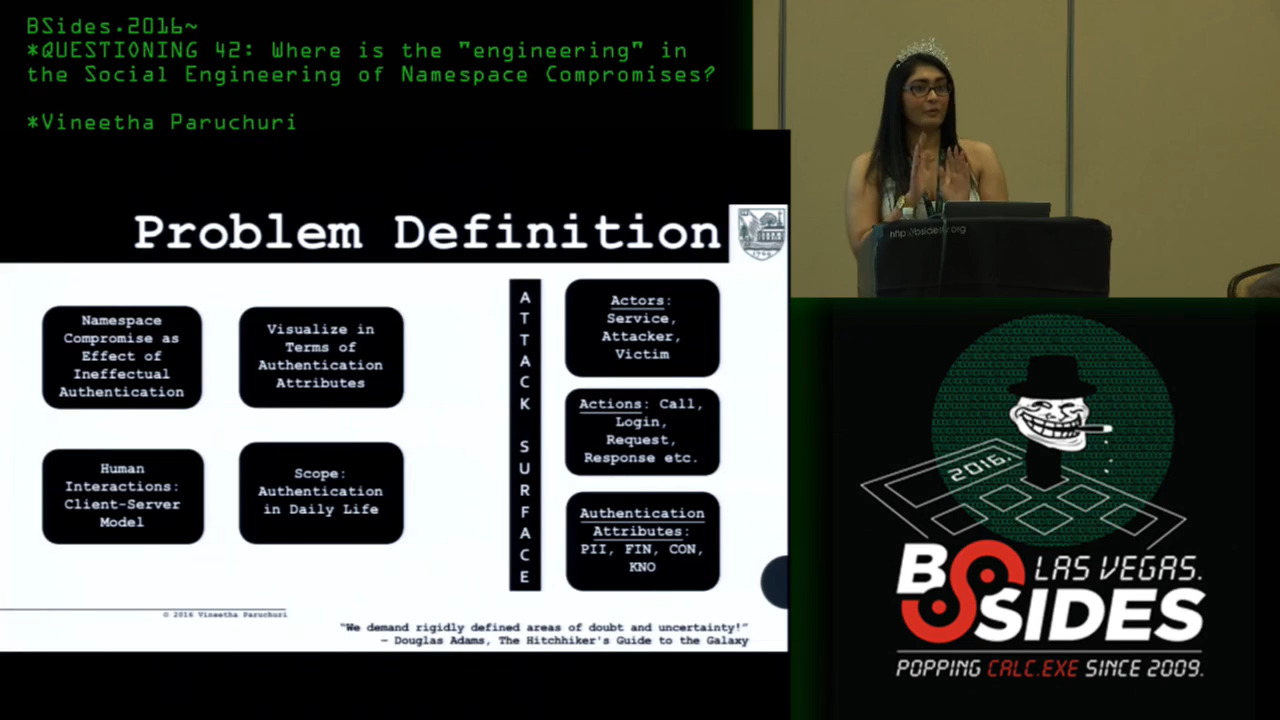 BSides.2016~
*QUESTIONING 42: Where is the "engineering" in
the Social Engineering of Namespace Compromises?
*Vineetha Paruchuri
Problem Definition
Namespace
Compromise as
Effect of
Ineffectual
Authentication
Visualize in
Terms of
Authentication
Attributes
Human
Interactions:
Client-Server
Model
Scope:
Authentication
in Daily Life
ATTACK SURFACE
Actors:
Service,
Attacker,
Victim
Actions: Call,
Login,
Request,
Response etc.
Authentication
Attributes:
PII, FIN, CON,
KNO
© 2016 Vineetha Paruchuri
"We demand rigidly defined areas of doubt and uncertainty!"
— Douglas Adams, The Hitchhiker's Guide to the Galaxy
2016.
BSIDES
LAS VEGAS.
POPPING CALC.EXE SINCE 2009.